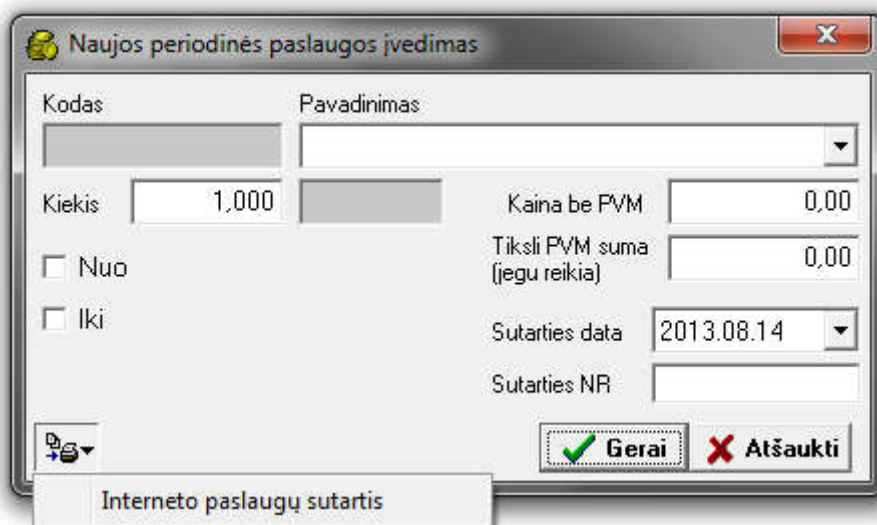 Naujos periodinės paslaugos įvedimas
Kodas Pavadinimas
Kiekis 1,000 Kaina be PVM 0,00
Nuo Tiksli PVM suma (jegu reikia) 0,00
Iki Sutarties data 2013.08.14
Sutarties NR
Gerai Atšaukti
Interneto paslaugų sutartis